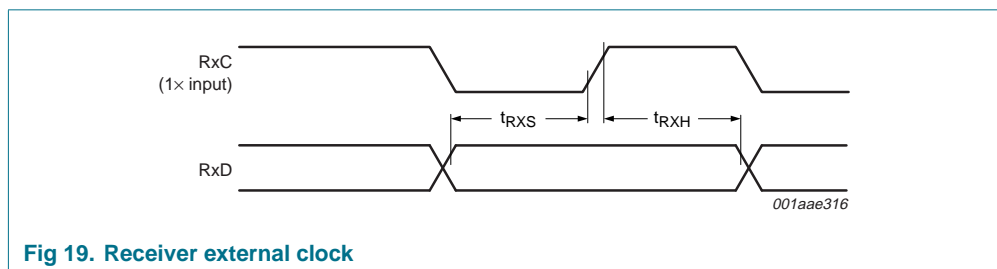 RxC
(1× input)
tRXS
tRXH
RxD
001aae316
Fig 19. Receiver external clock